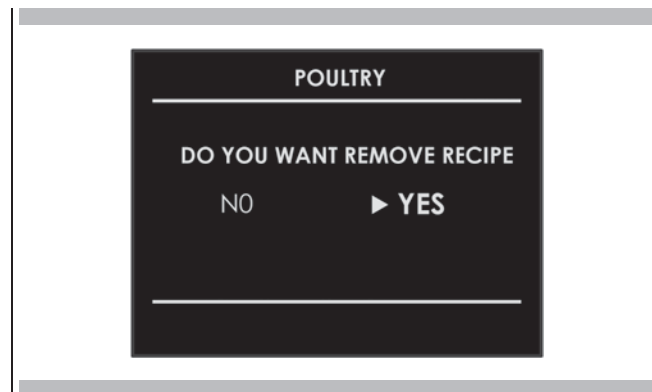 POULTRY
DO YOU WANT REMOVE RECIPE
N0 ▶ YES